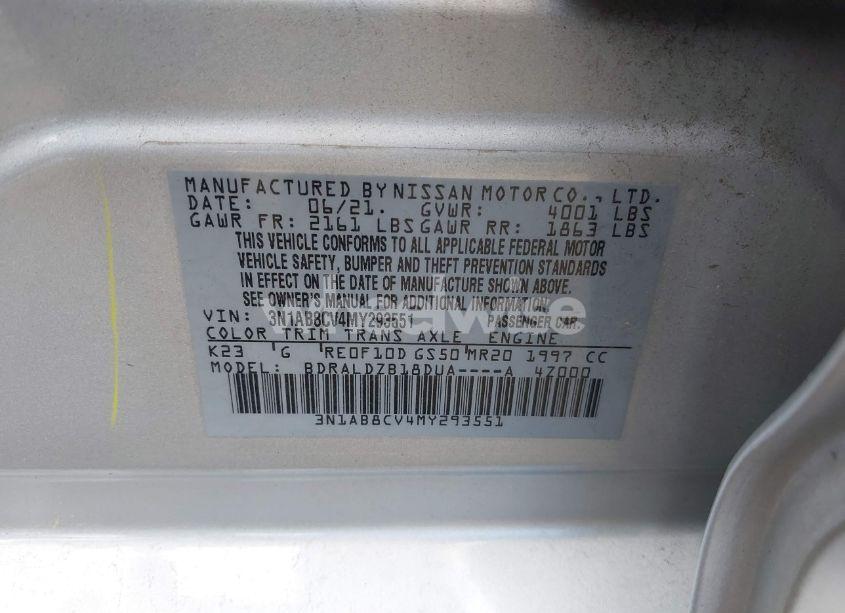 MANUFACTURED BY NISSAN MOTOR CO., LTD.
DATE: 06/21. GVWR: 4001 LBS
GAWR FR: 2161 LBS GAWR RR: 1863 LBS
THIS VEHICLE CONFORMS TO ALL APPLICABLE FEDERAL MOTOR
VEHICLE SAFETY, BUMPER AND THEFT PREVENTION STANDARDS
IN EFFECT ON THE DATE OF MANUFACTURE SHOWN ABOVE.
SEE OWNER'S MANUAL FOR ADDITIONAL INFORMATION
VIN: 3N1AB8CV4MY293551 PASSENGER CAR.
COLOR TRIM TRANS AXLE ENGINE
K23 G RE0F10D GS50 MR20 1997 CC
MODEL: BDRALDZB18DUA----A 4Z000
3N1AB8CV4MY293551